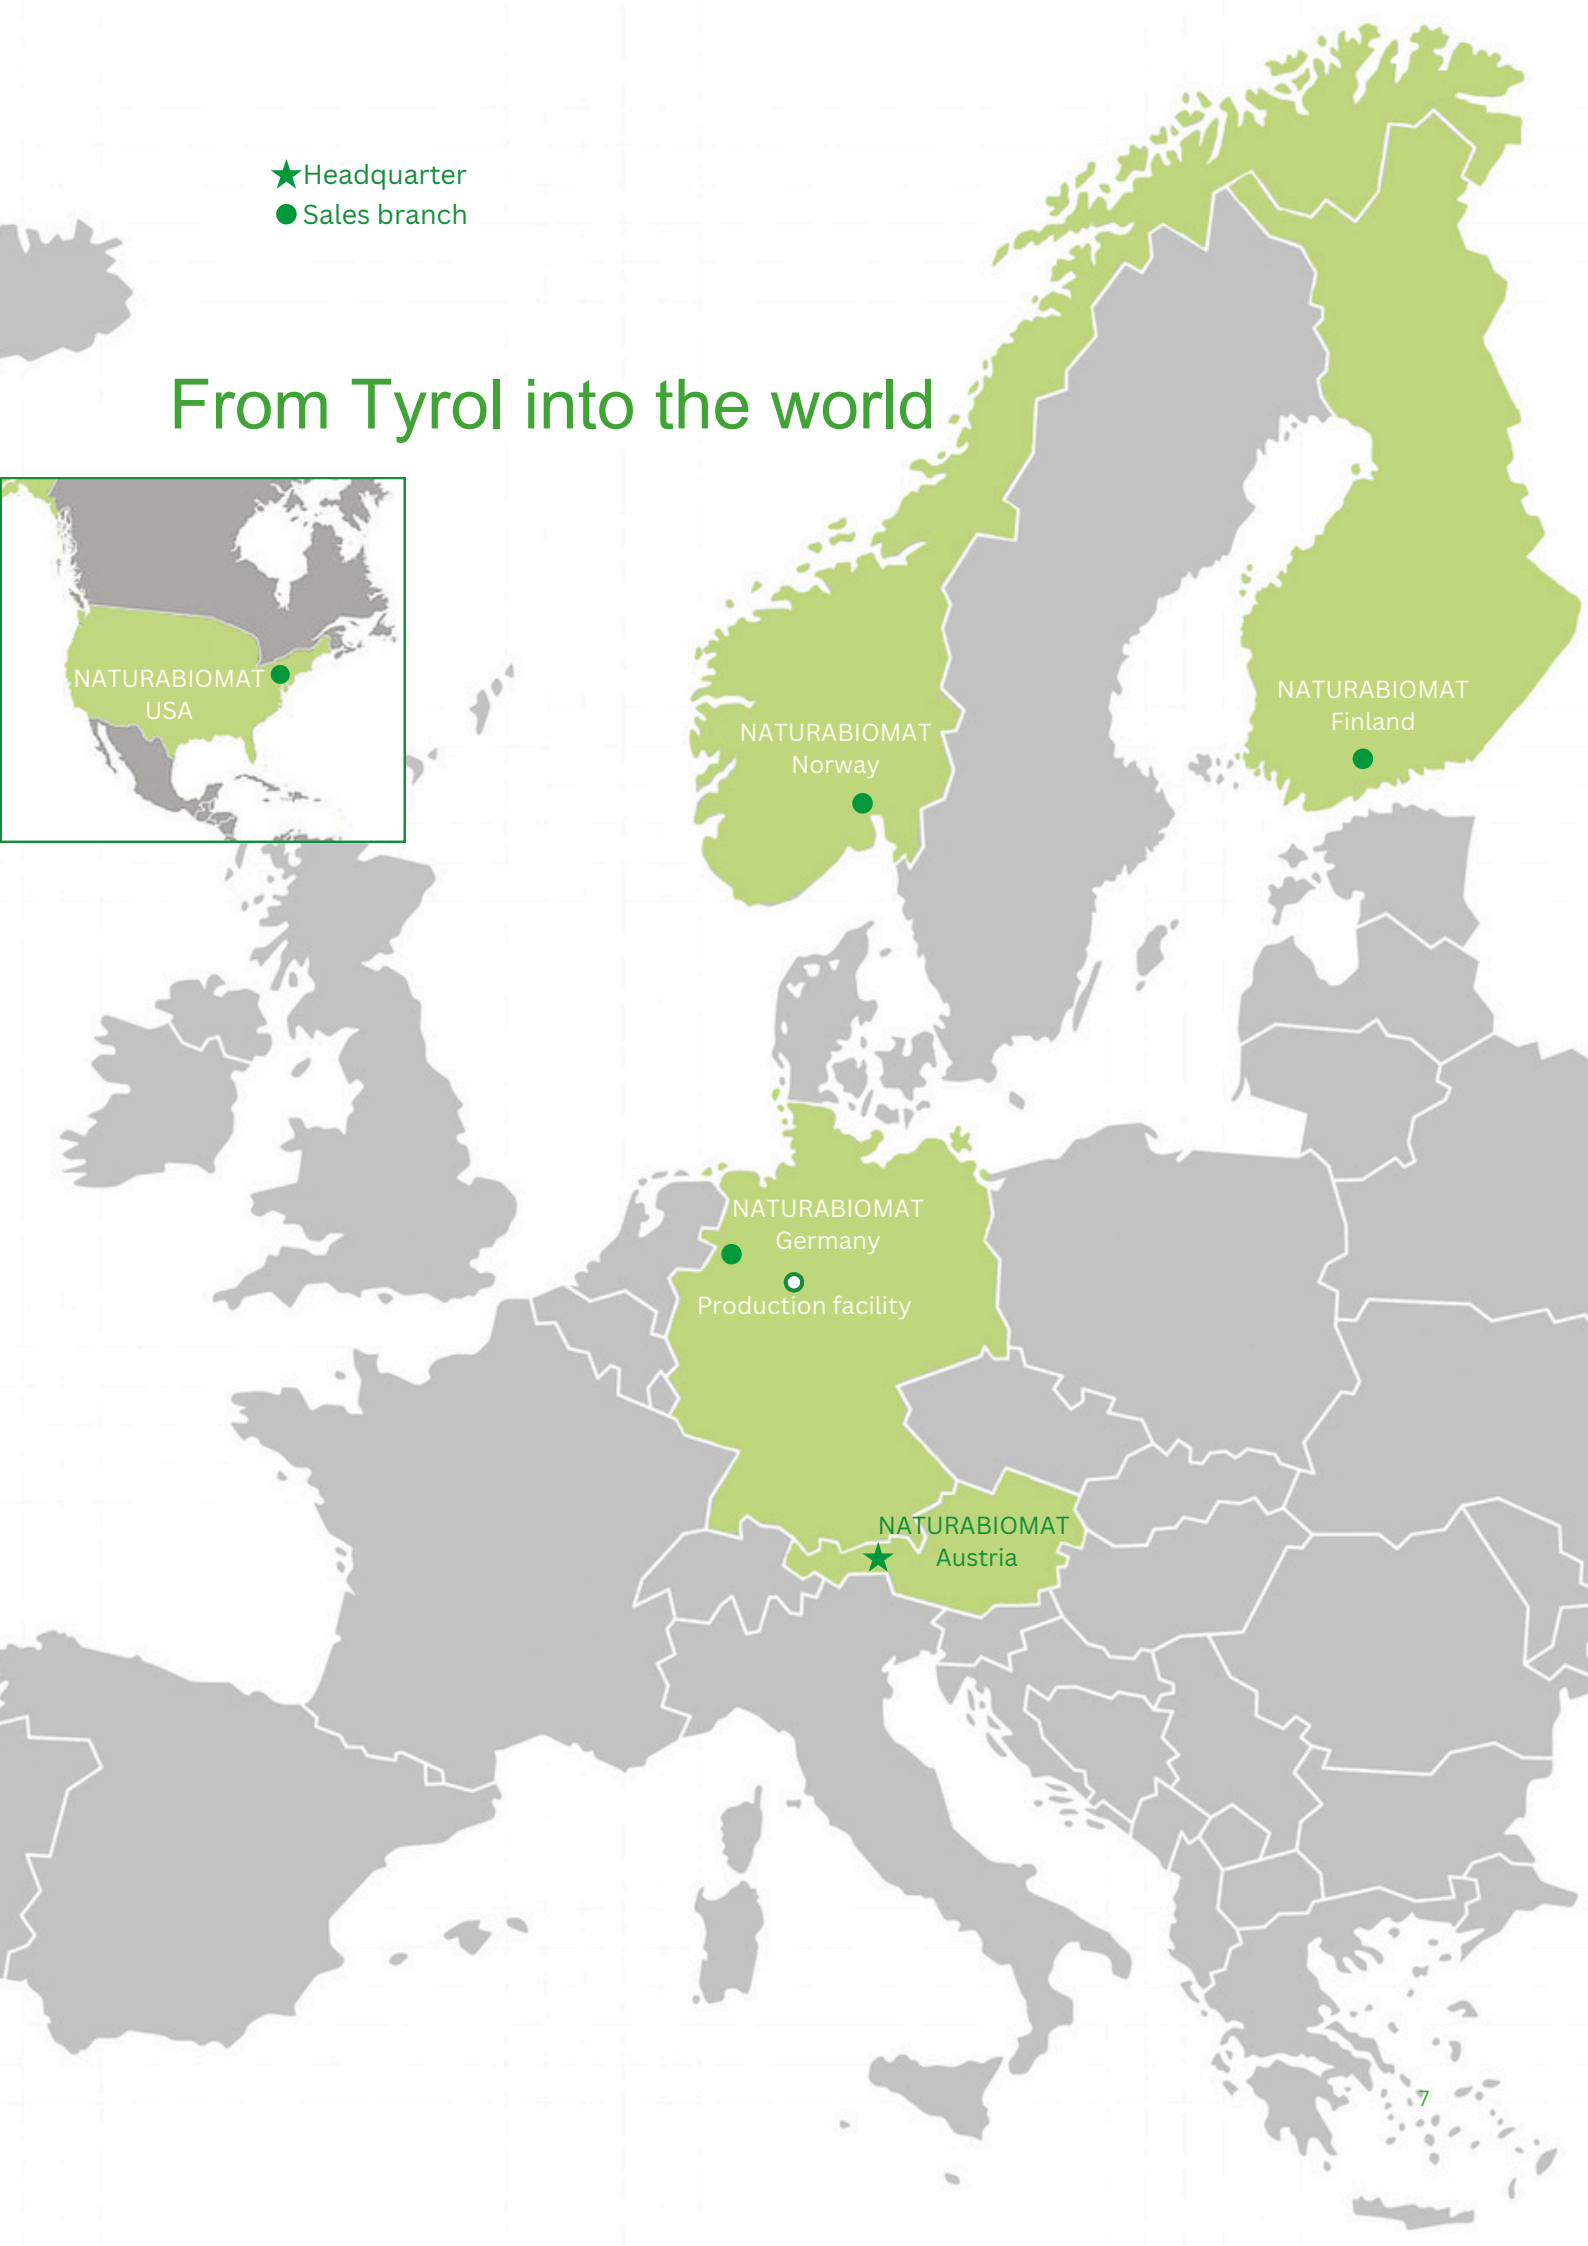 Headquarter
Sales branch
From Tyrol into the world
NATURABIOMAT
USA
NATURABIOMAT
Finland
NATURABIOMAT
Norway
NATURABIOMAT
Germany
Production facility
NATURABIOMAT
Austria
7